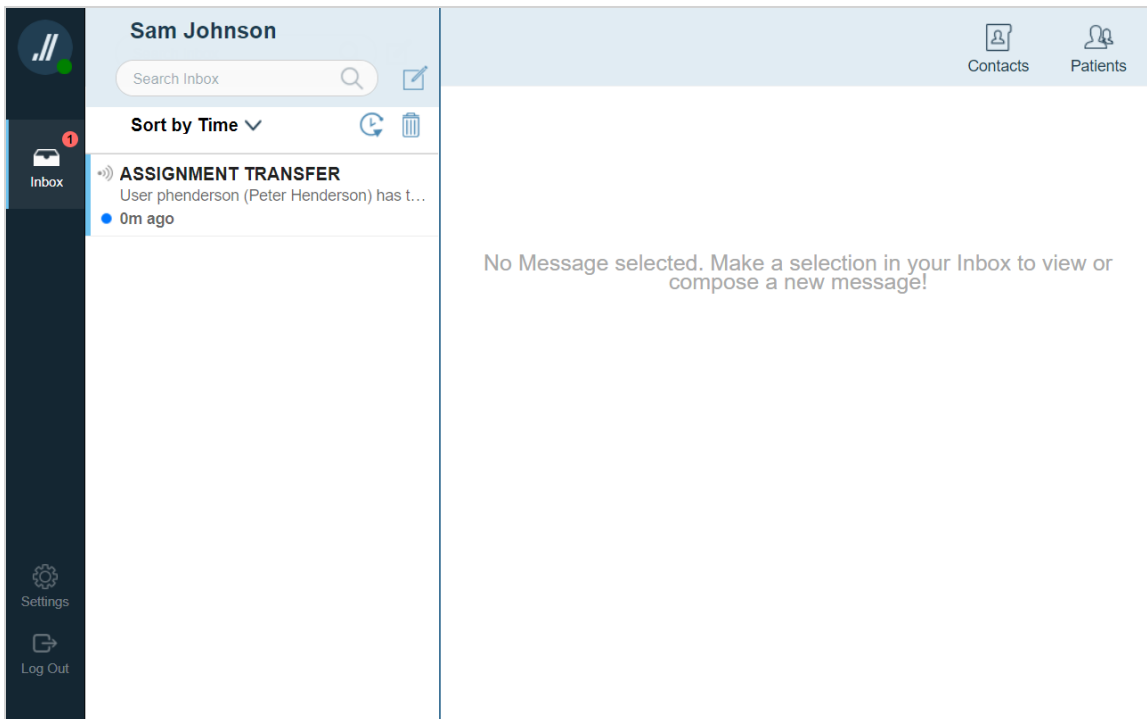 Sam Johnson
Search Inbox
Contacts
Patients
Sort by Time
1
Inbox
ASSIGNMENT TRANSFER
User phenderson (Peter Henderson) has t...
0m ago
No Message selected. Make a selection in your Inbox to view or
compose a new message!
Settings
Log Out